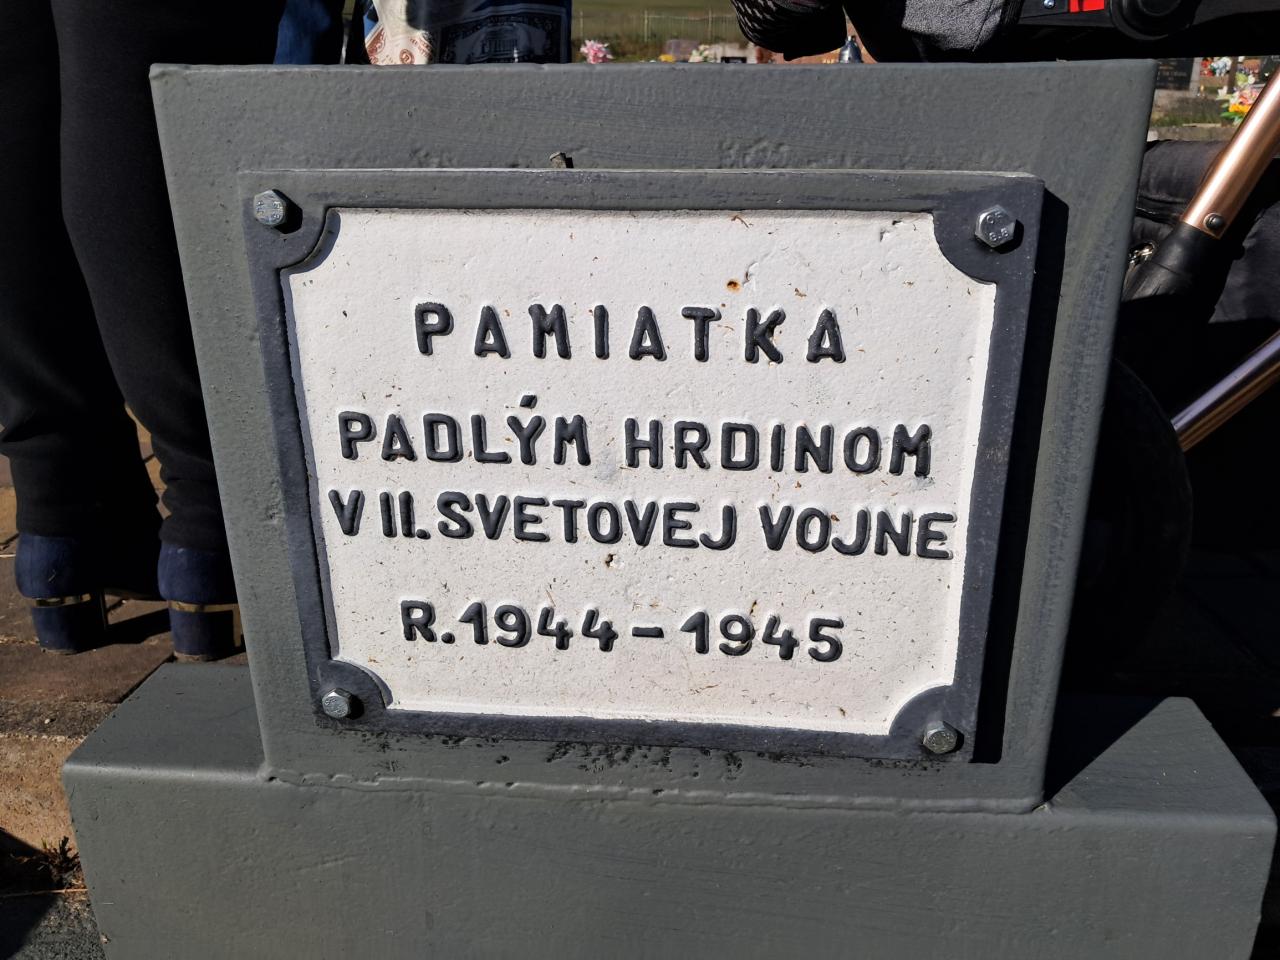 PAMIATKA
PADLÝM HRDINOM
V II. SVETOVEJ VOJNE
R. 1944 – 1945